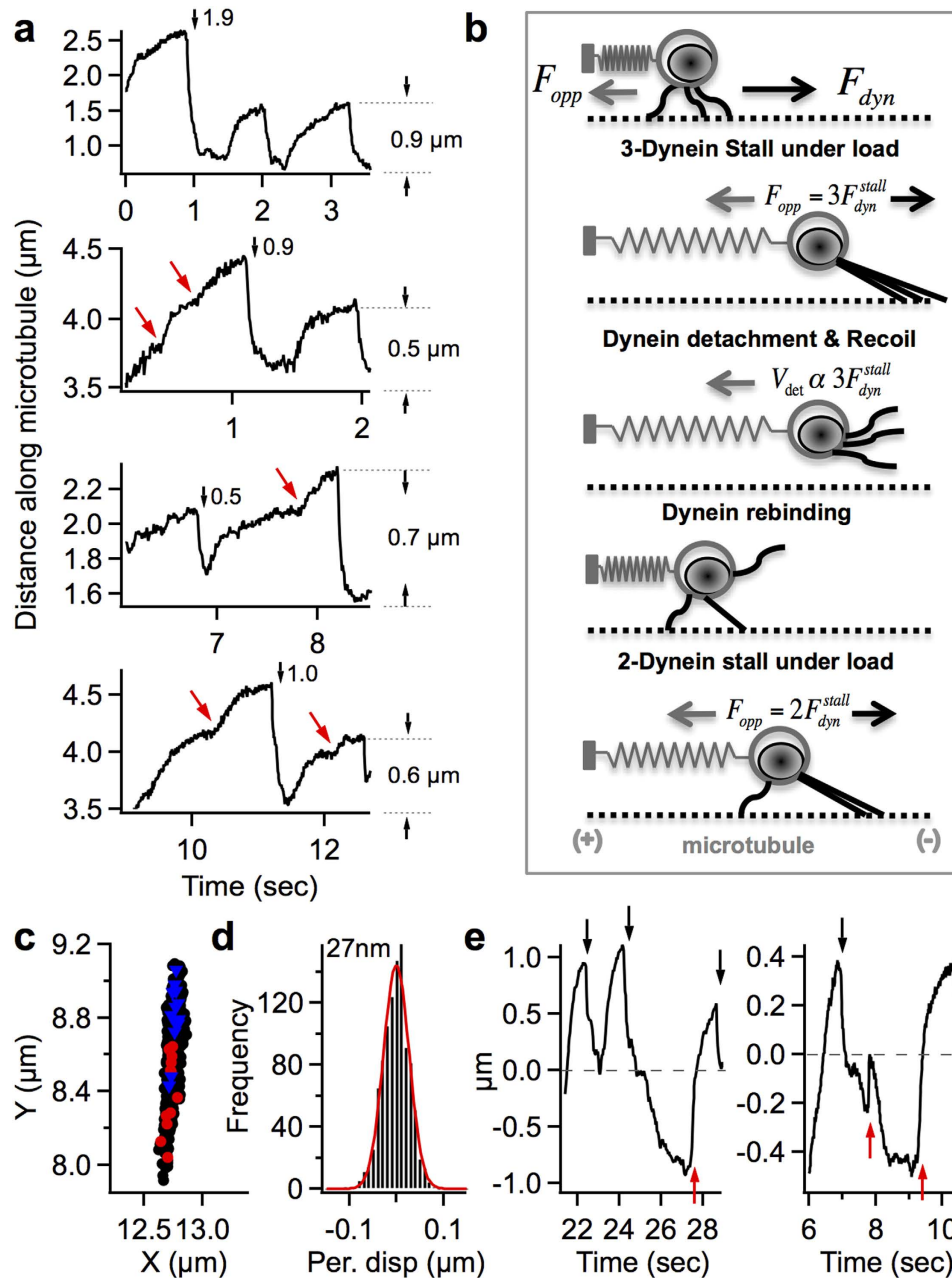 a
Distance along microtubule (µm)
1.9
2.5
1.5
1.0
0 1 2 3
0.9 µm
0.9
4.5
4.0
3.5
1 2
0.5 µm
0.5
2.2
2.0
1.8
1.6
7 8
0.7 µm
1.0
4.5
4.0
3.5
10 12
0.6 µm
Time (sec)
b
F_opp F_dyn
3-Dynein Stall under load
F_opp = 3F_dyn^stall
Dynein detachment & Recoil
V_det α 3F_dyn^stall
Dynein rebinding
2-Dynein stall under load
F_opp = 2F_dyn^stall
(+) microtubule (-)
c
Y (µm)
9.2
8.8
8.4
8.0
12.5 13.0
X (µm)
d
27nm
Frequency
120
60
0
-0.1 0.1
Per. disp (µm)
e
µm
1.0
0.5
0.0
-0.5
-1.0
22 24 26 28
Time (sec)
0.4
0.2
0.0
-0.2
-0.4
6 8 10
Time (sec)